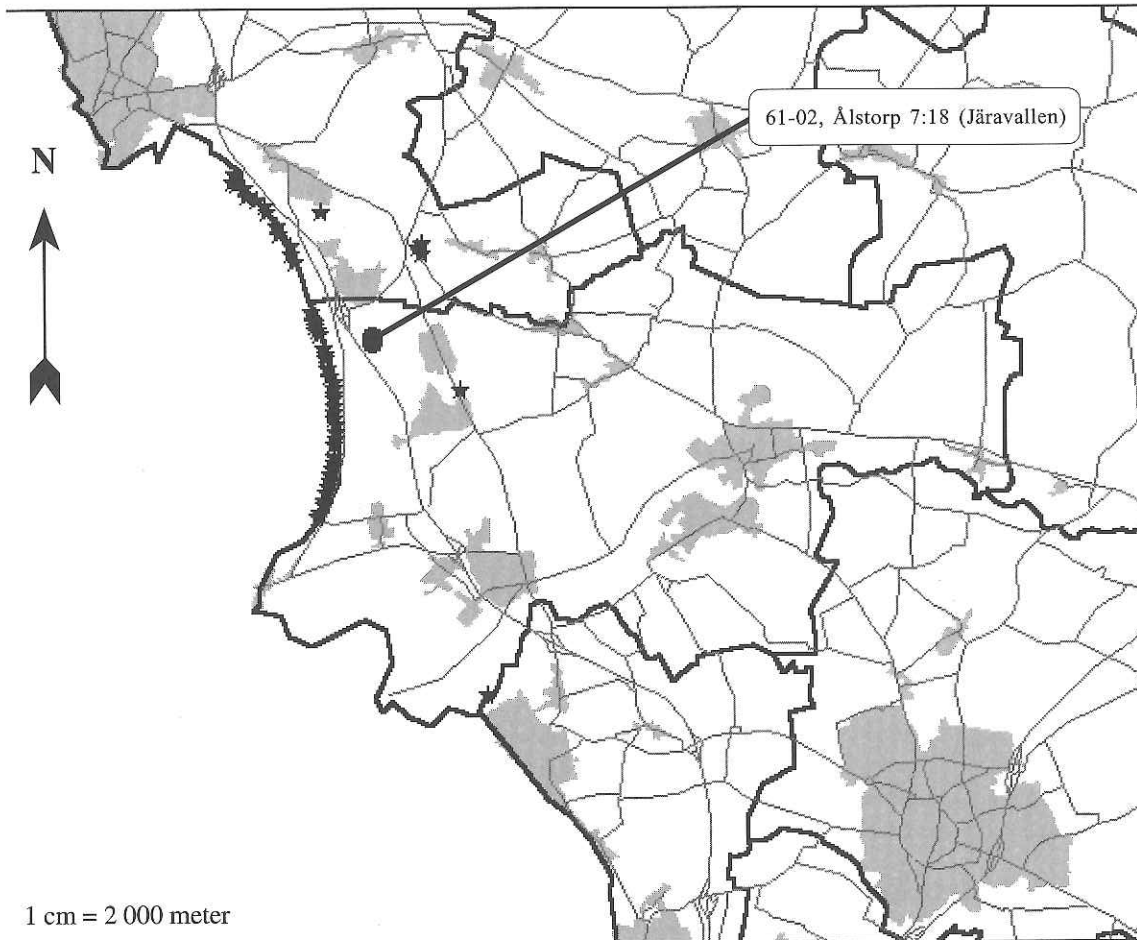 61-02, Ålstorp 7:18 (Järavallen)
N
1 cm = 2 000 meter